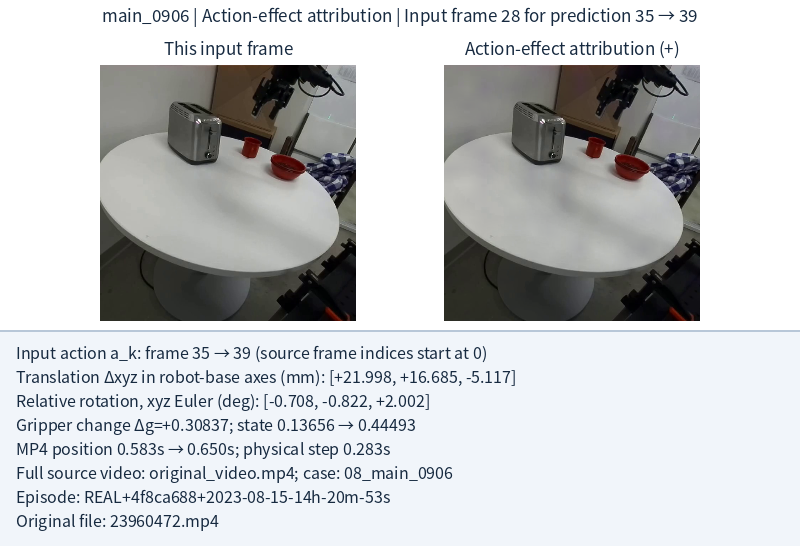 main_0906 | Action-effect attribution | Input frame 28 for prediction 35 → 39
This input frame
Action-effect attribution (+)
Input action a_k: frame 35 → 39 (source frame indices start at 0)
Translation Δxyz in robot-base axes (mm): [+21.998, +16.685, -5.117]
Relative rotation, xyz Euler (deg): [-0.708, -0.822, +2.002]
Gripper change Δg=+0.30837; state 0.13656 → 0.44493
MP4 position 0.583s → 0.650s; physical step 0.283s
Full source video: original_video.mp4; case: 08_main_0906
Episode: REAL+4f8ca688+2023-08-15-14h-20m-53s
Original file: 23960472.mp4